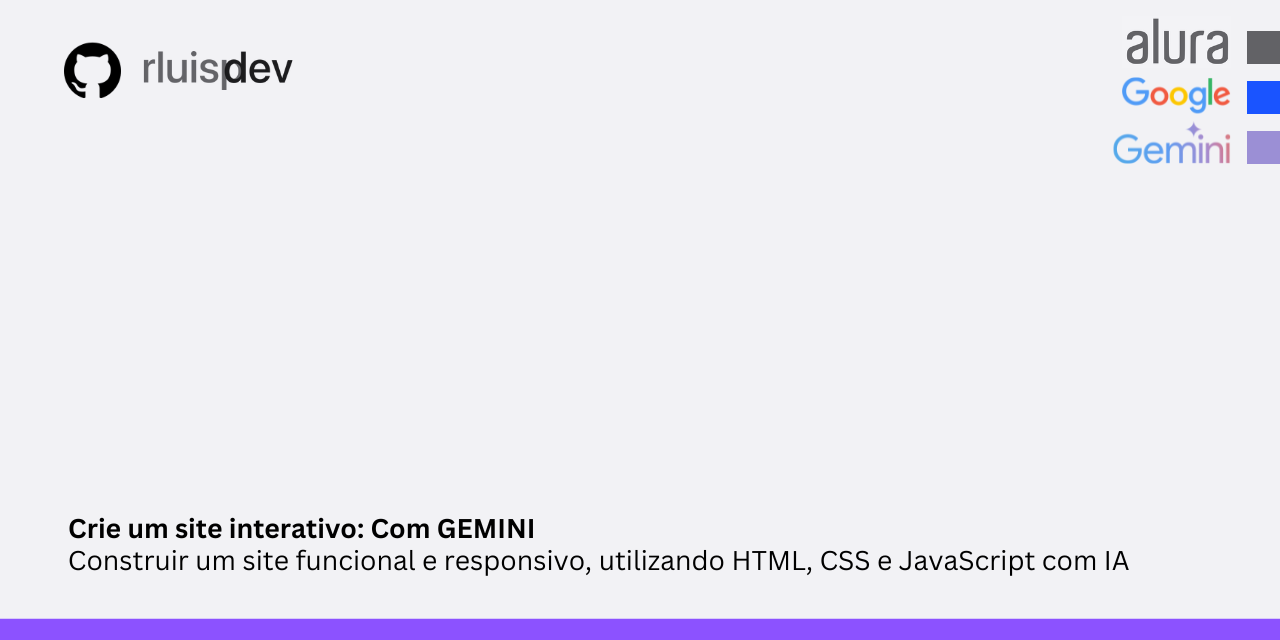 rluispdev
alura
Google
Gemini
Crie um site interativo: Com GEMINI
Construir um site funcional e responsivo, utilizando HTML, CSS e JavaScript com IA